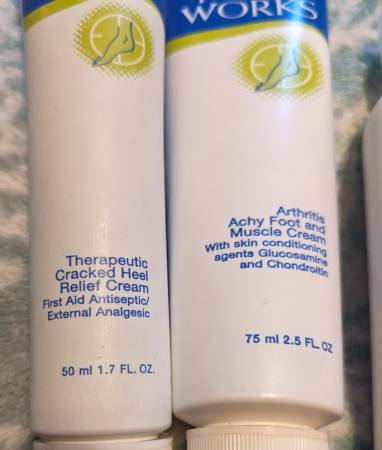 WORKS
Therapeutic
Cracked Heel
Relief Cream
First Aid Antiseptic/
External Analgesic
50 ml 1.7 FL. OZ.
Arthritis
Achy Foot and
Muscle Cream
With skin conditioning
agents Glucosamine
and Chondroitin
75 ml 2.5 FL. OZ